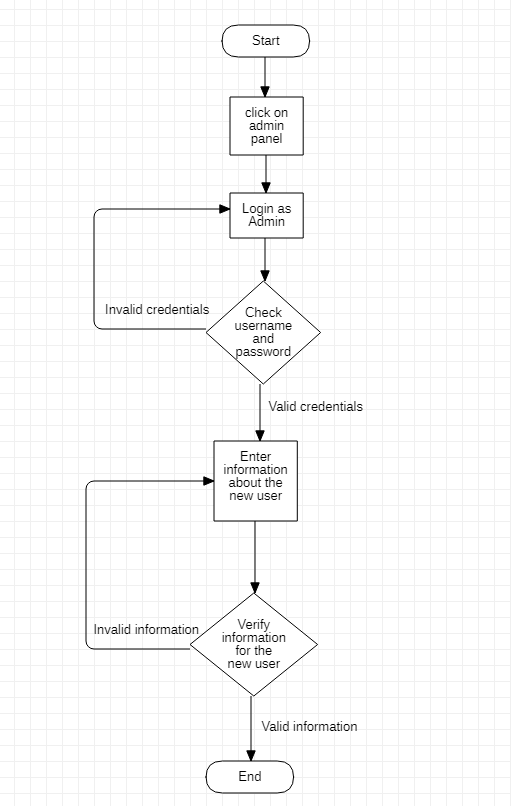 Start
click on
admin
panel
Login as
Admin
Invalid credentials
Check
username
and
password
Valid credentials
Enter
information
about the
new user
Invalid information
Verify
information
for the
new user
Valid information
End